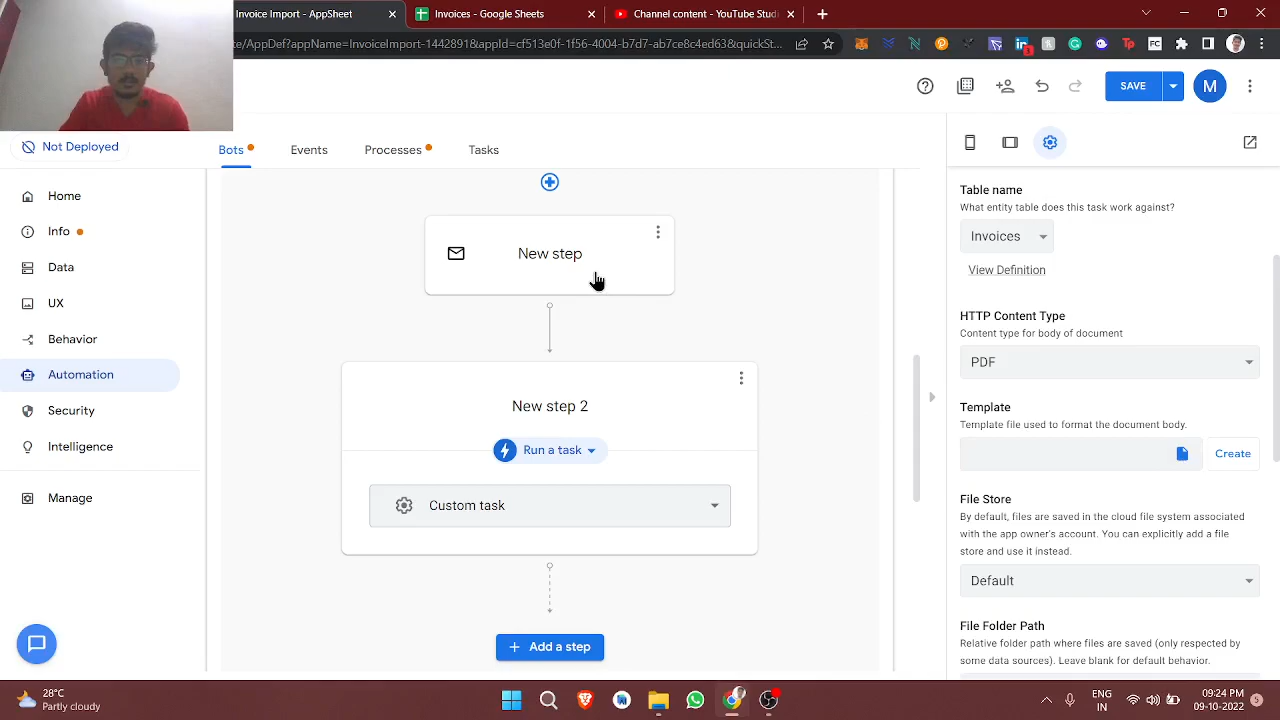 Invoice Import - AppSheet
Invoices - Google Sheets
Channel content - YouTube Stud
te/AppDef?appName=InvoiceImport-14428918&appId=cf513e0f-1f56-4004-b7d7-ab7ce8c4ed63&quickSt...
SAVE
M
Not Deployed
Bots
Events
Processes
Tasks
Home
Info
Data
UX
Behavior
Automation
Security
Intelligence
Manage
New step
New step 2
Run a task
Custom task
Add a step
Table name
What entity table does this task work against?
Invoices
View Definition
HTTP Content Type
Content type for body of document
PDF
Template
Template file used to format the document body.
Create
File Store
By default, files are saved in the cloud file system associated
with the app owner's account. You can explicitly add a file
store and use it instead.
Default
File Folder Path
Relative folder path where files are saved (only respected by
some data sources). Leave blank for default behavior.
28°C
Partly cloudy
ENG
IN
09:24 PM
09-10-2022
5